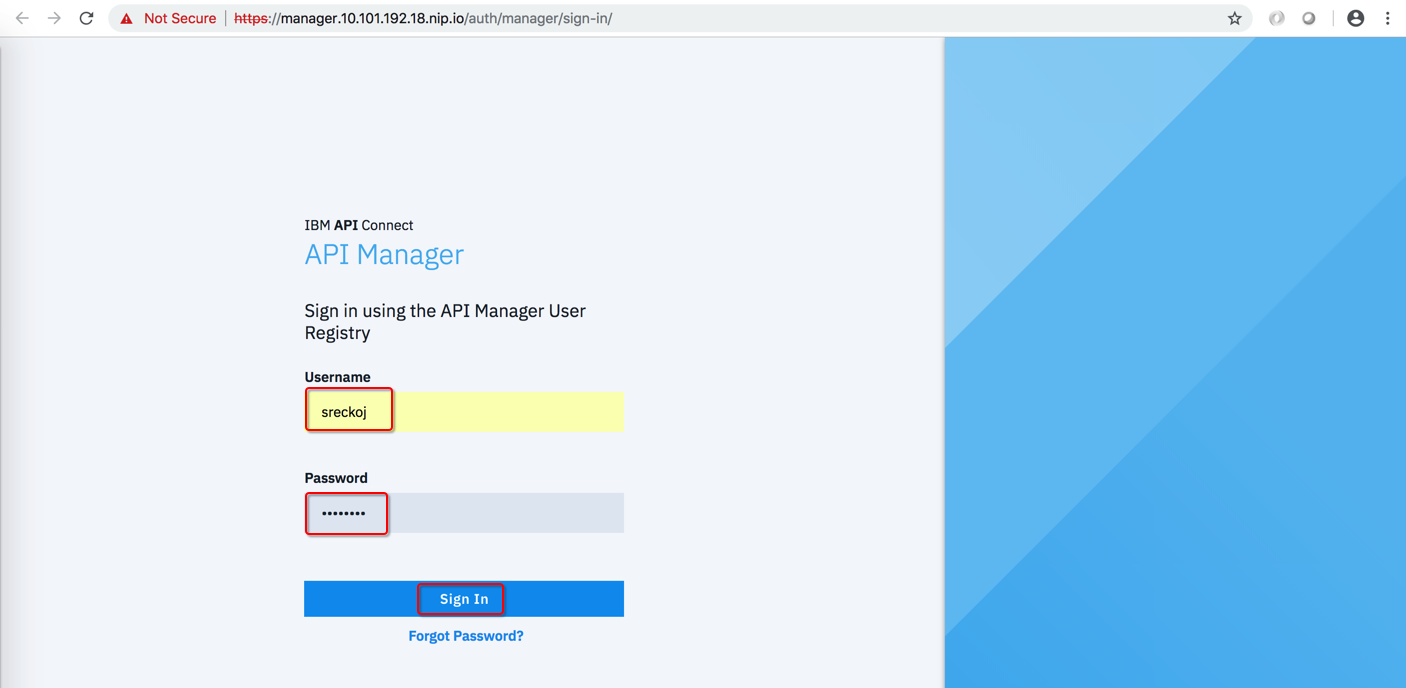 Not Secure https://manager.10.101.192.18.nip.io/auth/manager/sign-in/
IBM API Connect
API Manager
Sign in using the API Manager User
Registry
Username
sreckoj
Password
••••••••
Sign In
Forgot Password?